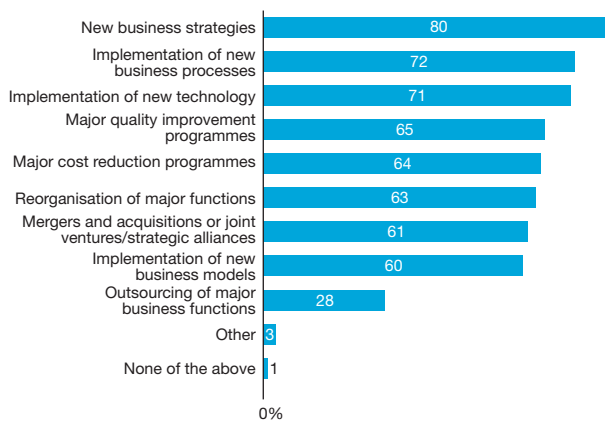 New business strategies 80
Implementation of new
business processes 72
Implementation of new technology 71
Major quality improvement
programmes 65
Major cost reduction programmes 64
Reorganisation of major functions 63
Mergers and acquisitions or joint
ventures/strategic alliances 61
Implementation of new
business models 60
Outsourcing of major
business functions 28
Other 3
None of the above 1
0%